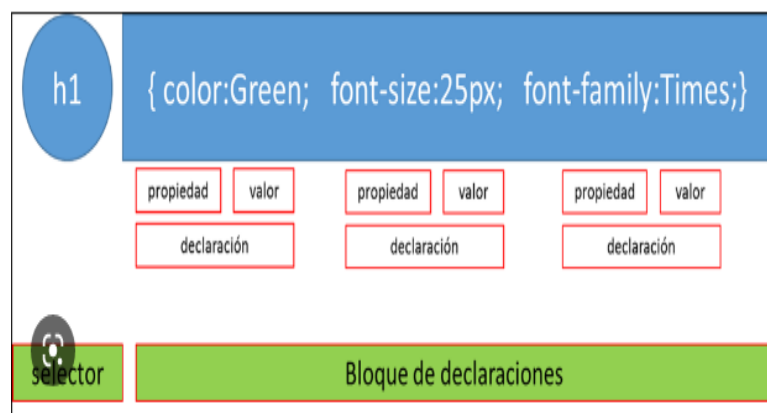 h1 { color:Green; font-size:25px; font-family:Times;}
propiedad valor propiedad valor propiedad valor
declaración declaración declaración
selector Bloque de declaraciones